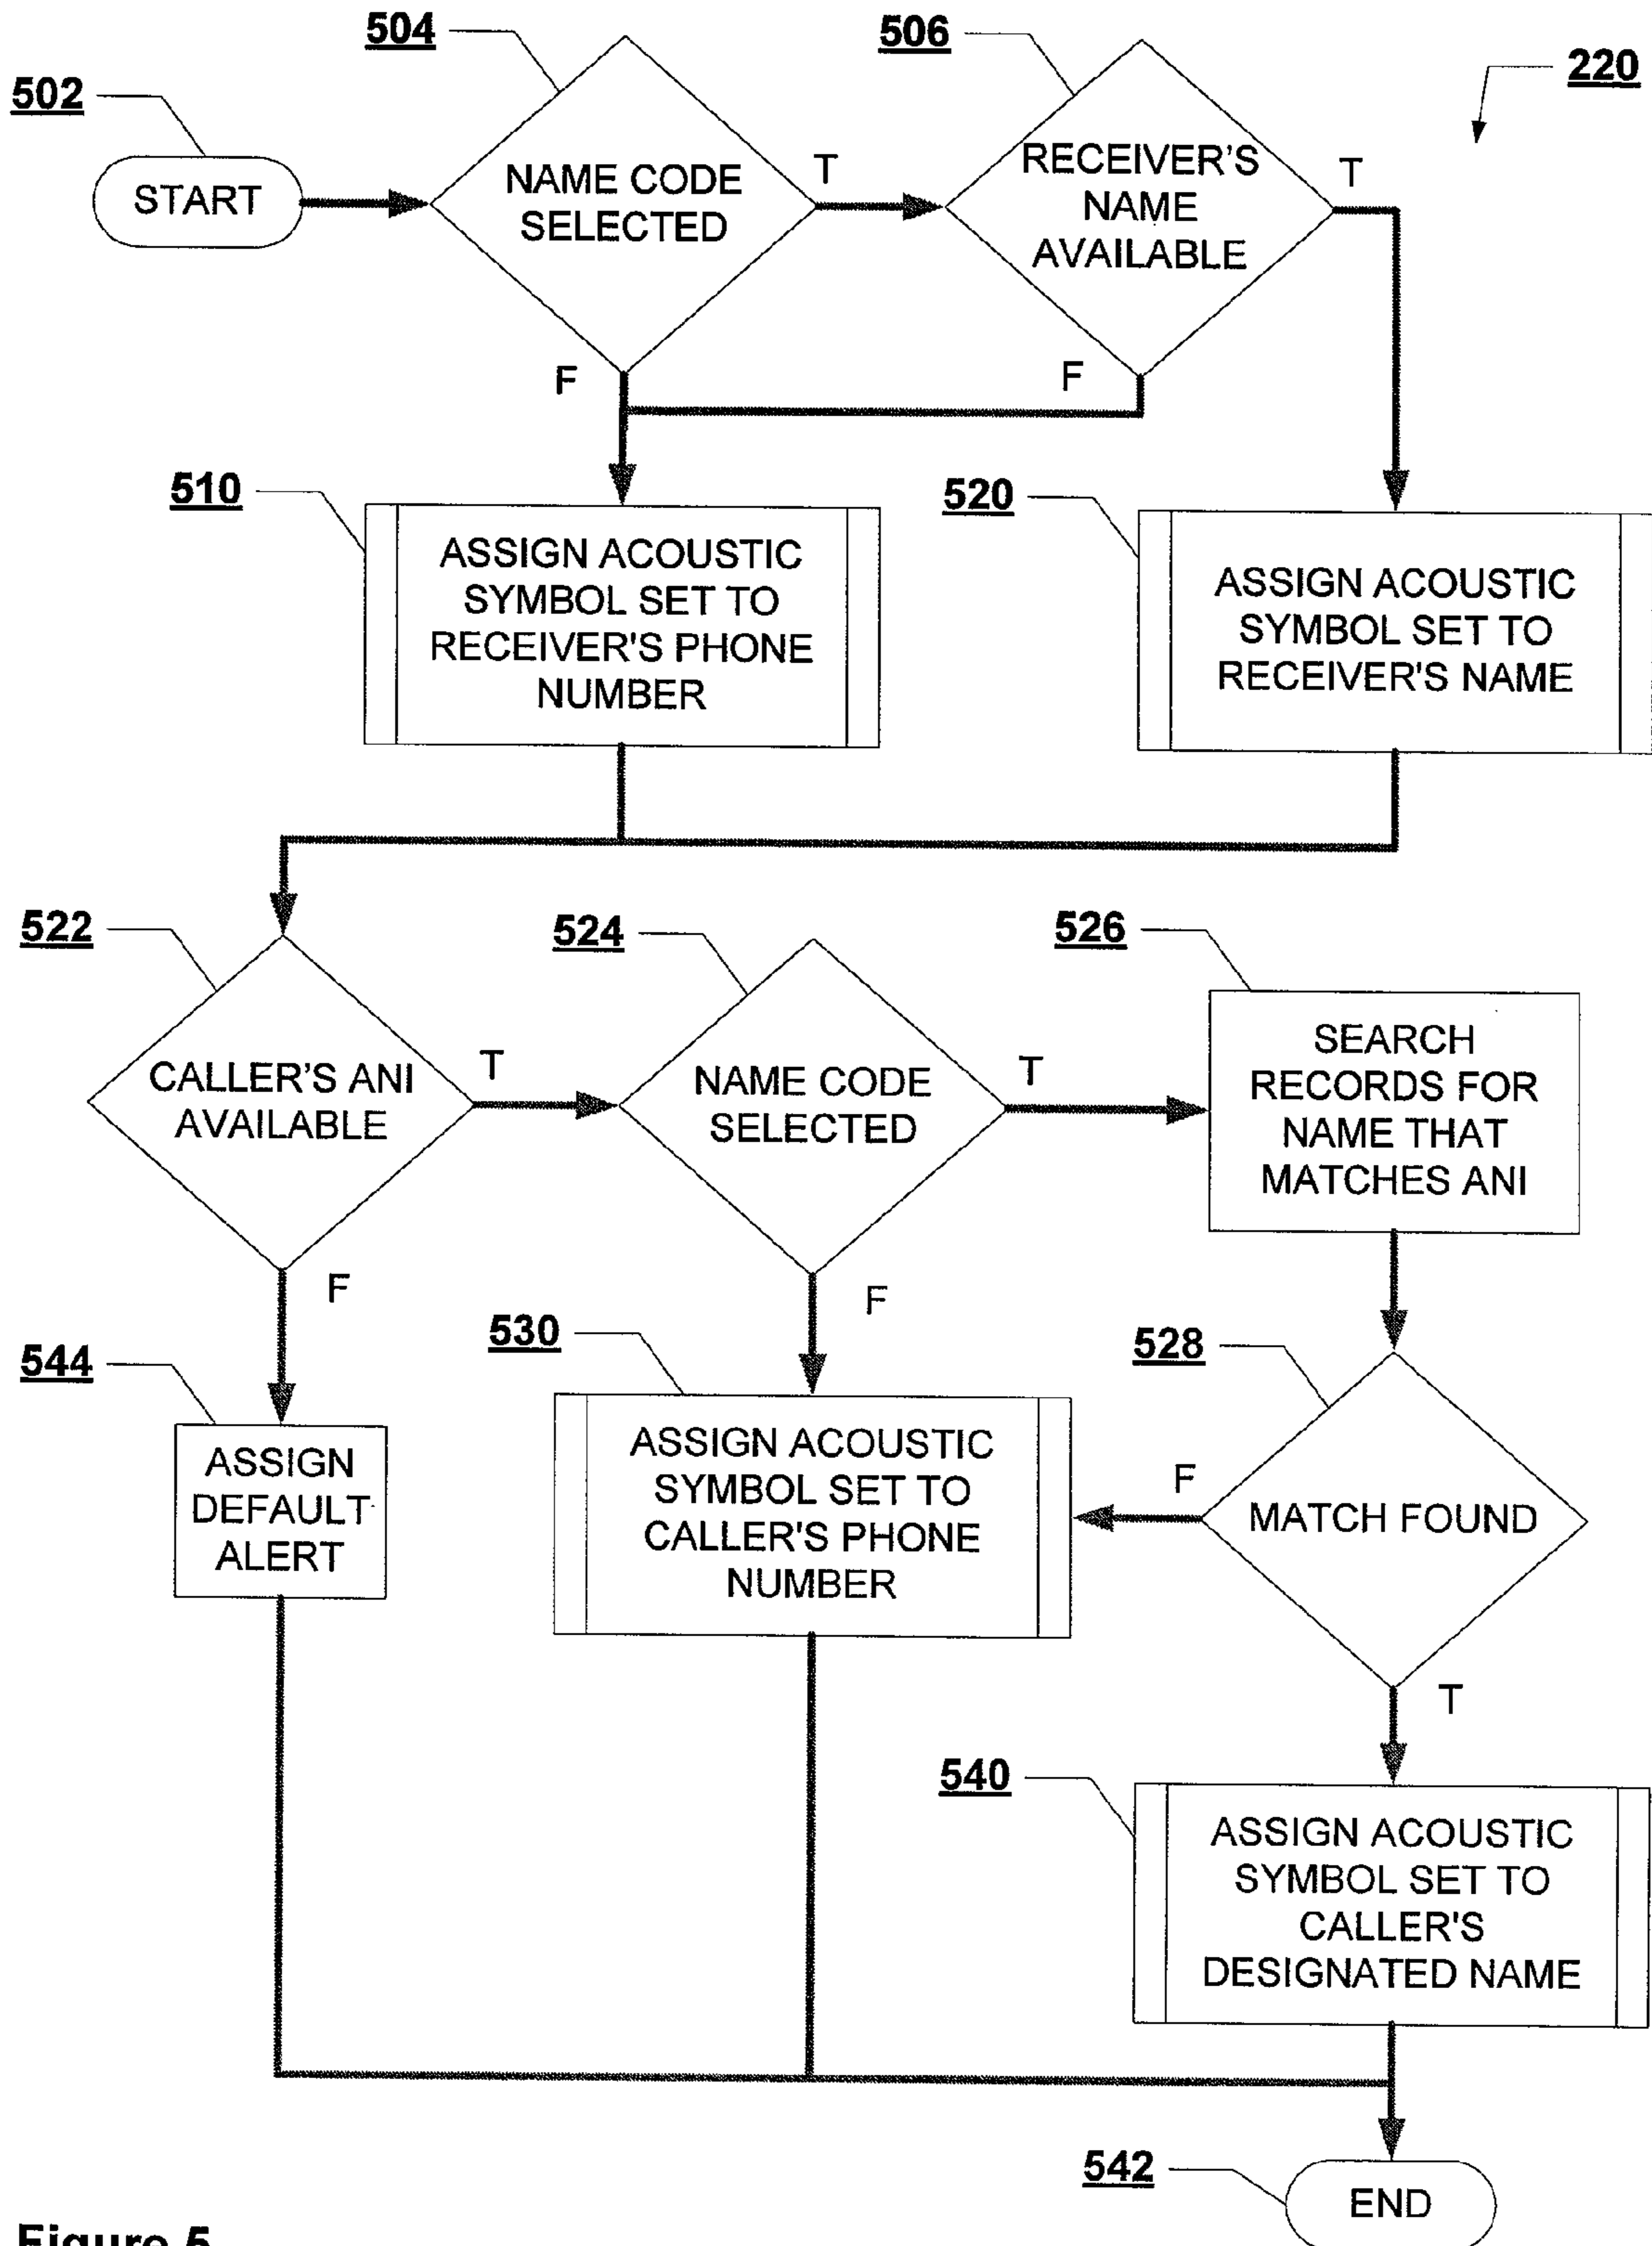 504
506
220
502
START
NAME CODE
SELECTED
T
RECEIVER'S
NAME
AVAILABLE
T
F
F
510
ASSIGN ACOUSTIC
SYMBOL SET TO
RECEIVER'S PHONE
NUMBER
520
ASSIGN ACOUSTIC
SYMBOL SET TO
RECEIVER'S NAME
522
CALLER'S ANI
AVAILABLE
T
F
524
NAME CODE
SELECTED
T
F
526
SEARCH
RECORDS FOR
NAME THAT
MATCHES ANI
544
ASSIGN
DEFAULT
ALERT
530
ASSIGN ACOUSTIC
SYMBOL SET TO
CALLER'S PHONE
NUMBER
528
F
MATCH FOUND
T
540
ASSIGN ACOUSTIC
SYMBOL SET TO
CALLER'S
DESIGNATED NAME
542
END
Figure 5